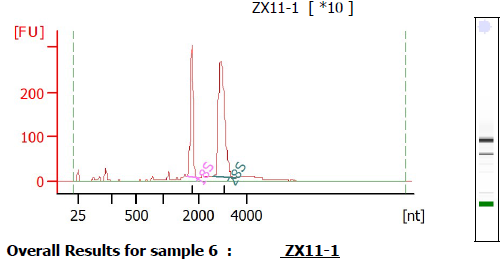 ZX11-1 [ *10 ]
[FU]
200
100
0
18S
28S
25 500 2000 4000 [nt]
Overall Results for sample 6 : ZX11-1